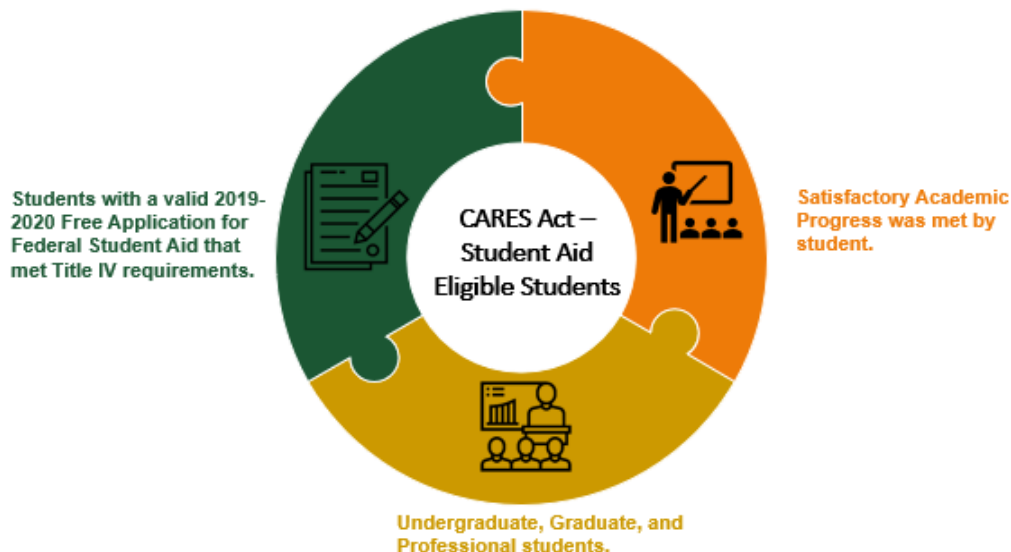 Students with a valid 2019-
2020 Free Application for
Federal Student Aid that
met Title IV requirements.
CARES Act –
Student Aid
Eligible Students
Satisfactory Academic
Progress was met by
student.
Undergraduate, Graduate, and
Professional students.